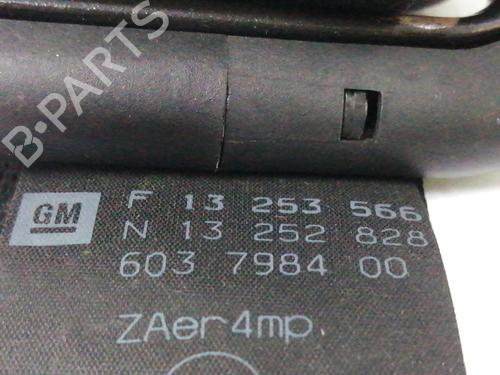 B-PARTS
GM
F 13 253 566
N 13 252 828
603 7984 00
ZAer4mp.